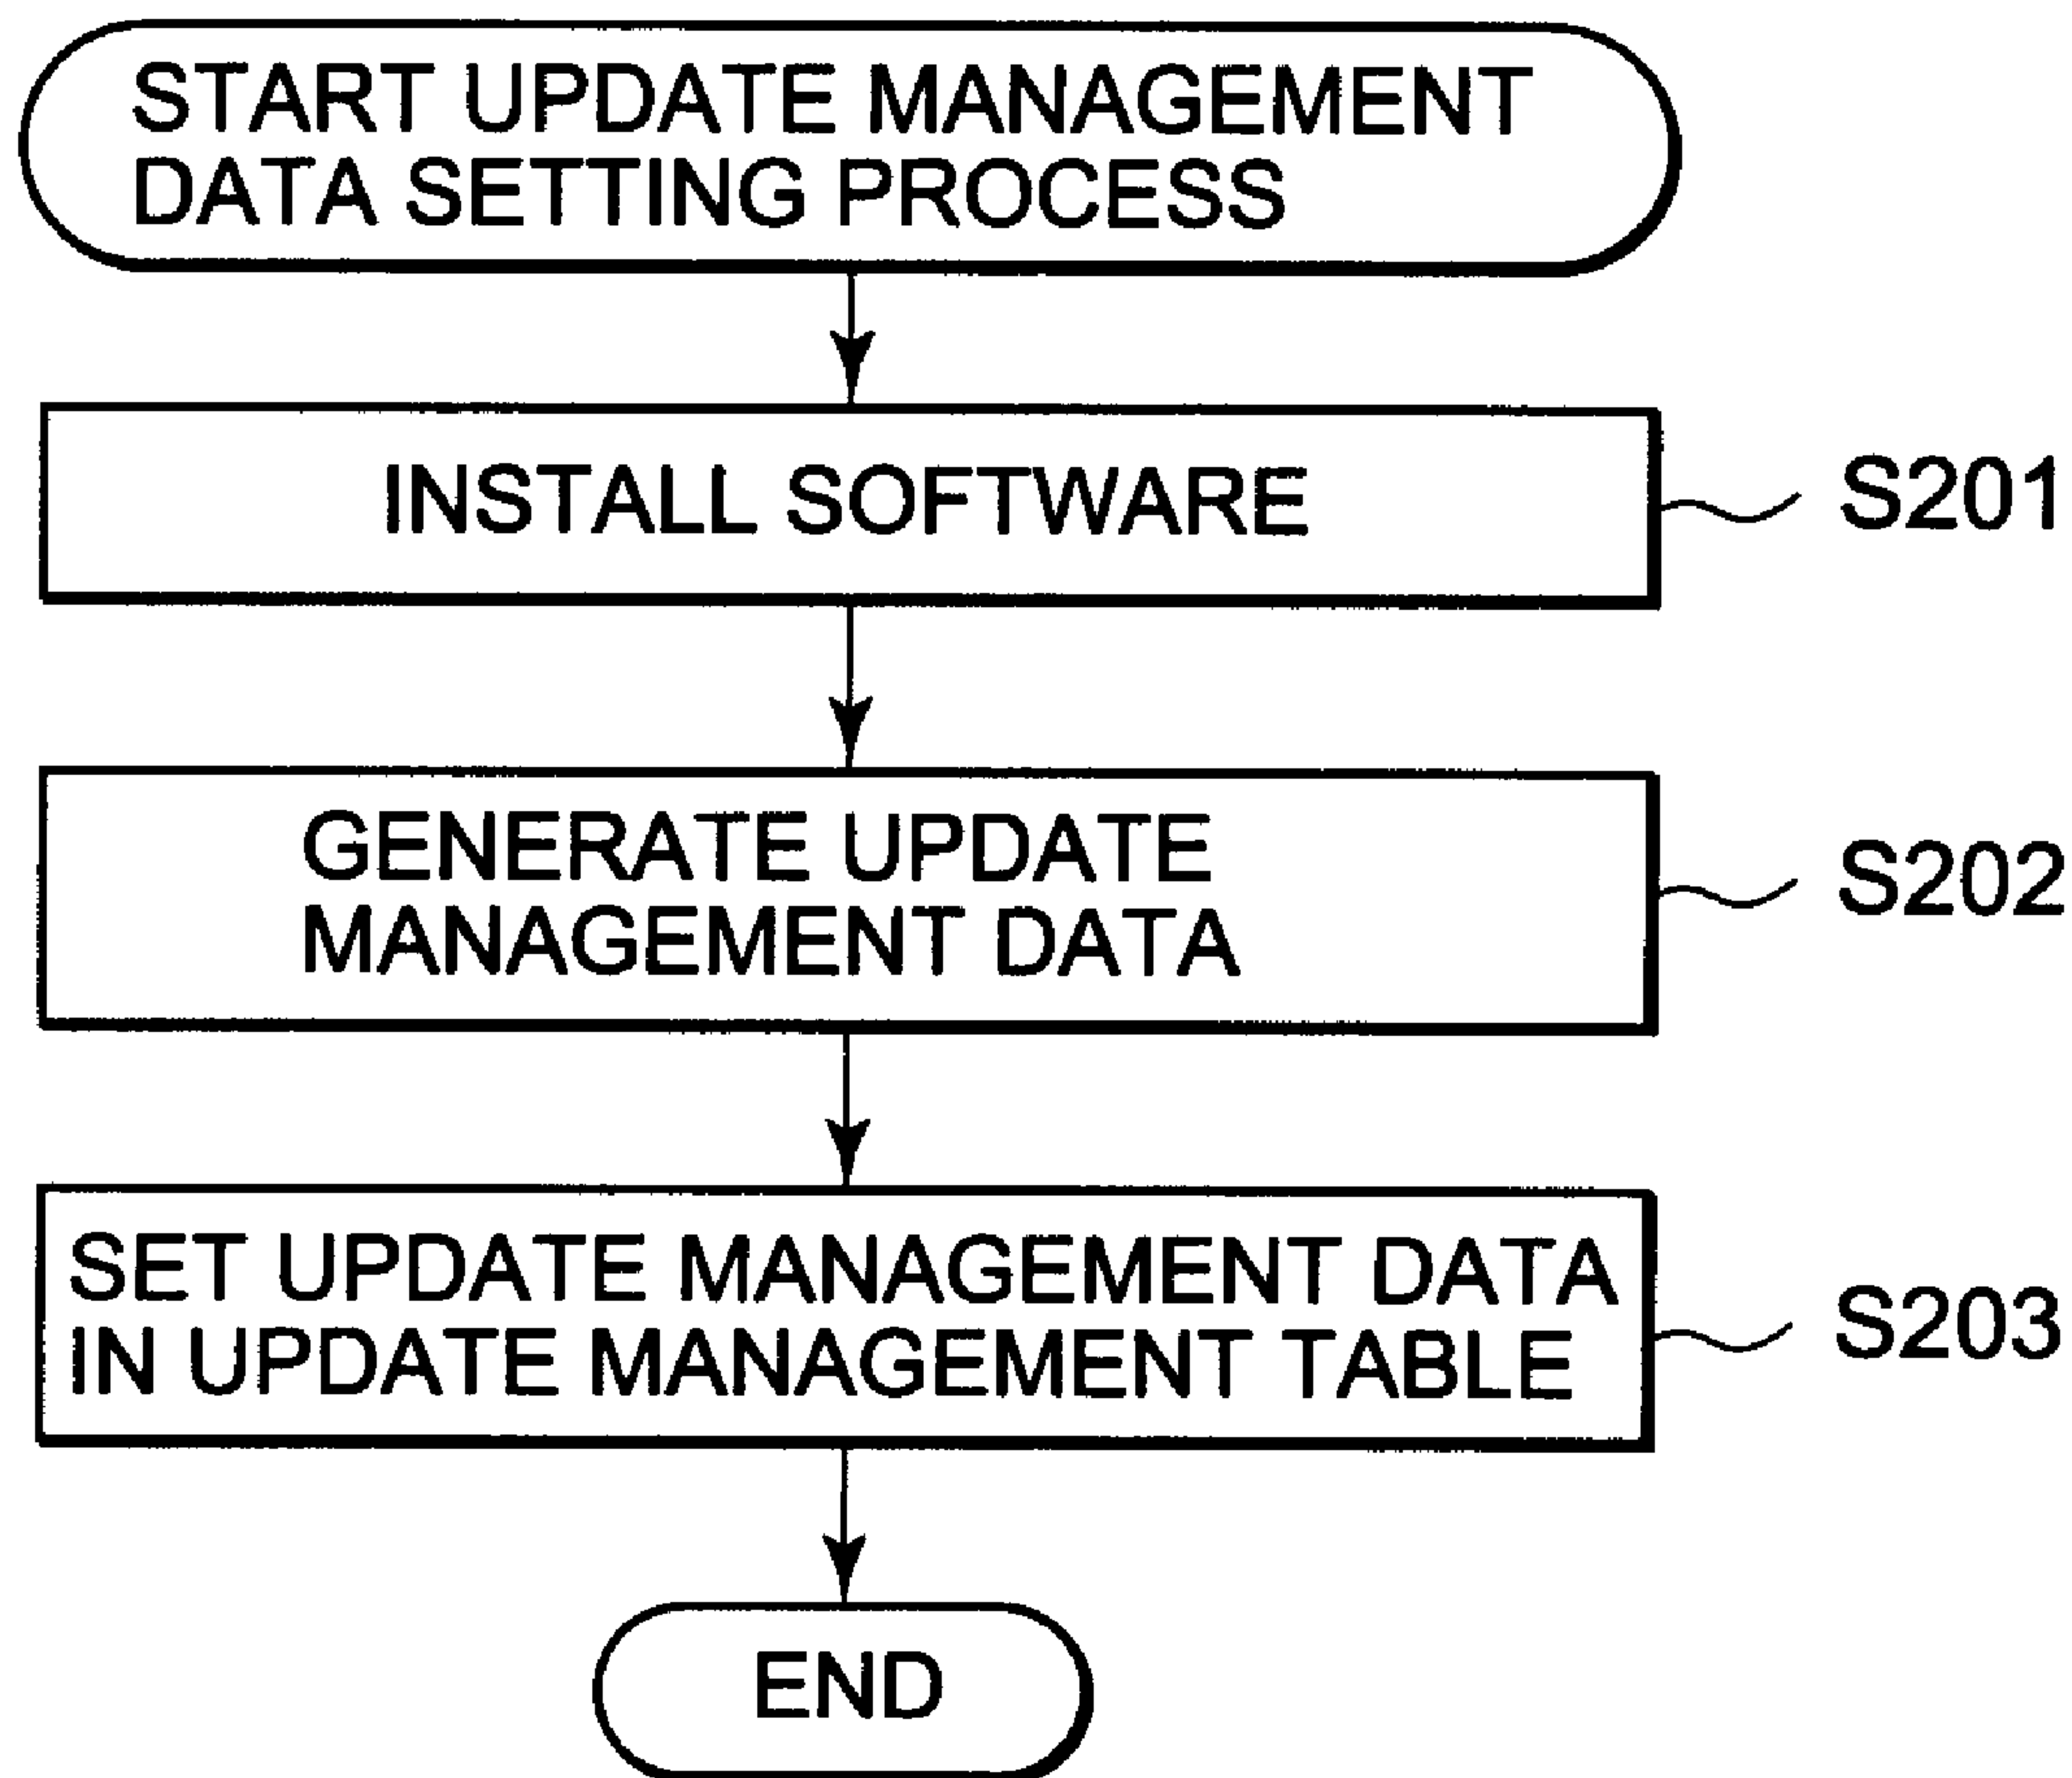 START UPDATE MANAGEMENT
DATA SETTING PROCESS
INSTALL SOFTWARE
S201
GENERATE UPDATE
MANAGEMENT DATA
S202
SET UPDATE MANAGEMENT DATA
IN UPDATE MANAGEMENT TABLE
S203
END